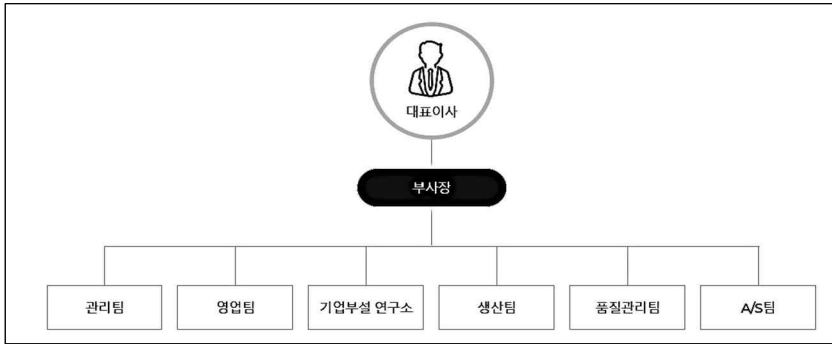 대표이사
부사장
관리팀
영업팀
기업부설 연구소
생산팀
품질관리팀
A/S팀